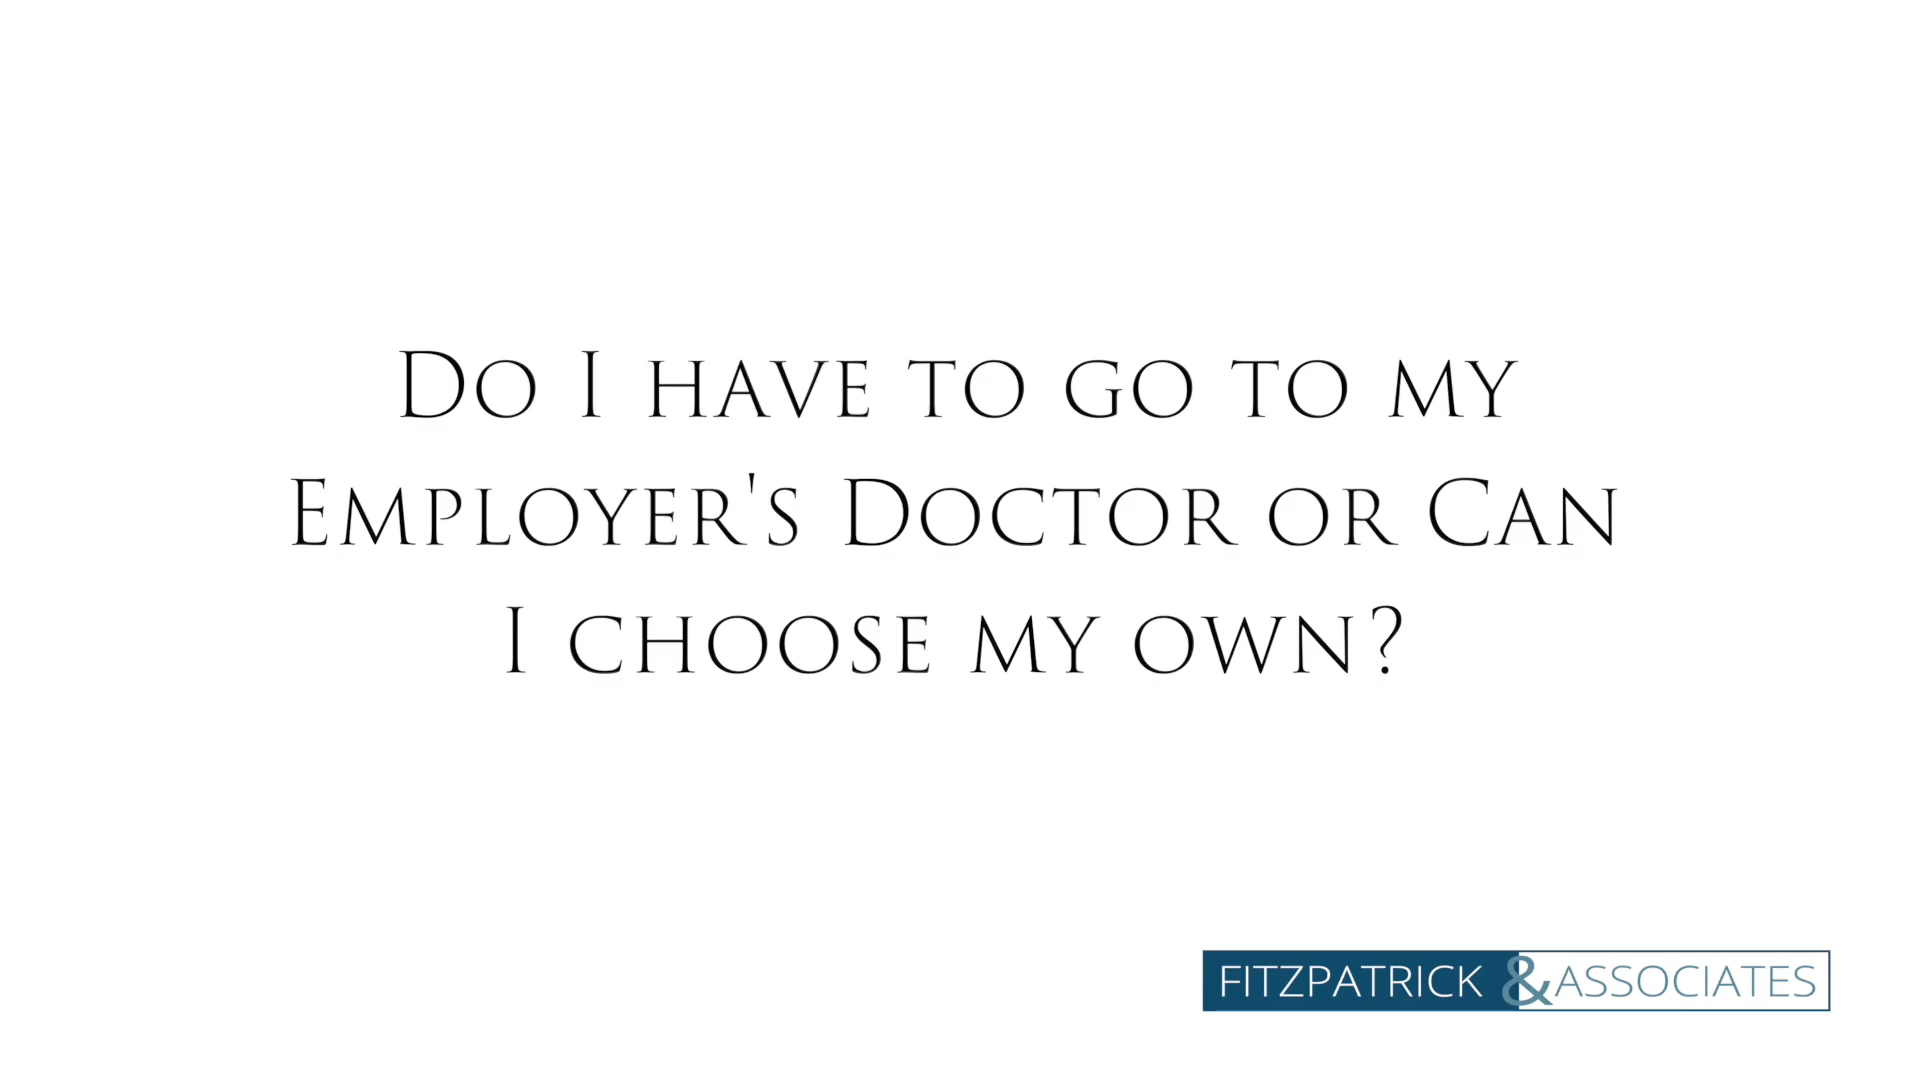 Do I have to go to my
Employer's Doctor or Can
I choose my own?
FITZPATRICK & ASSOCIATES